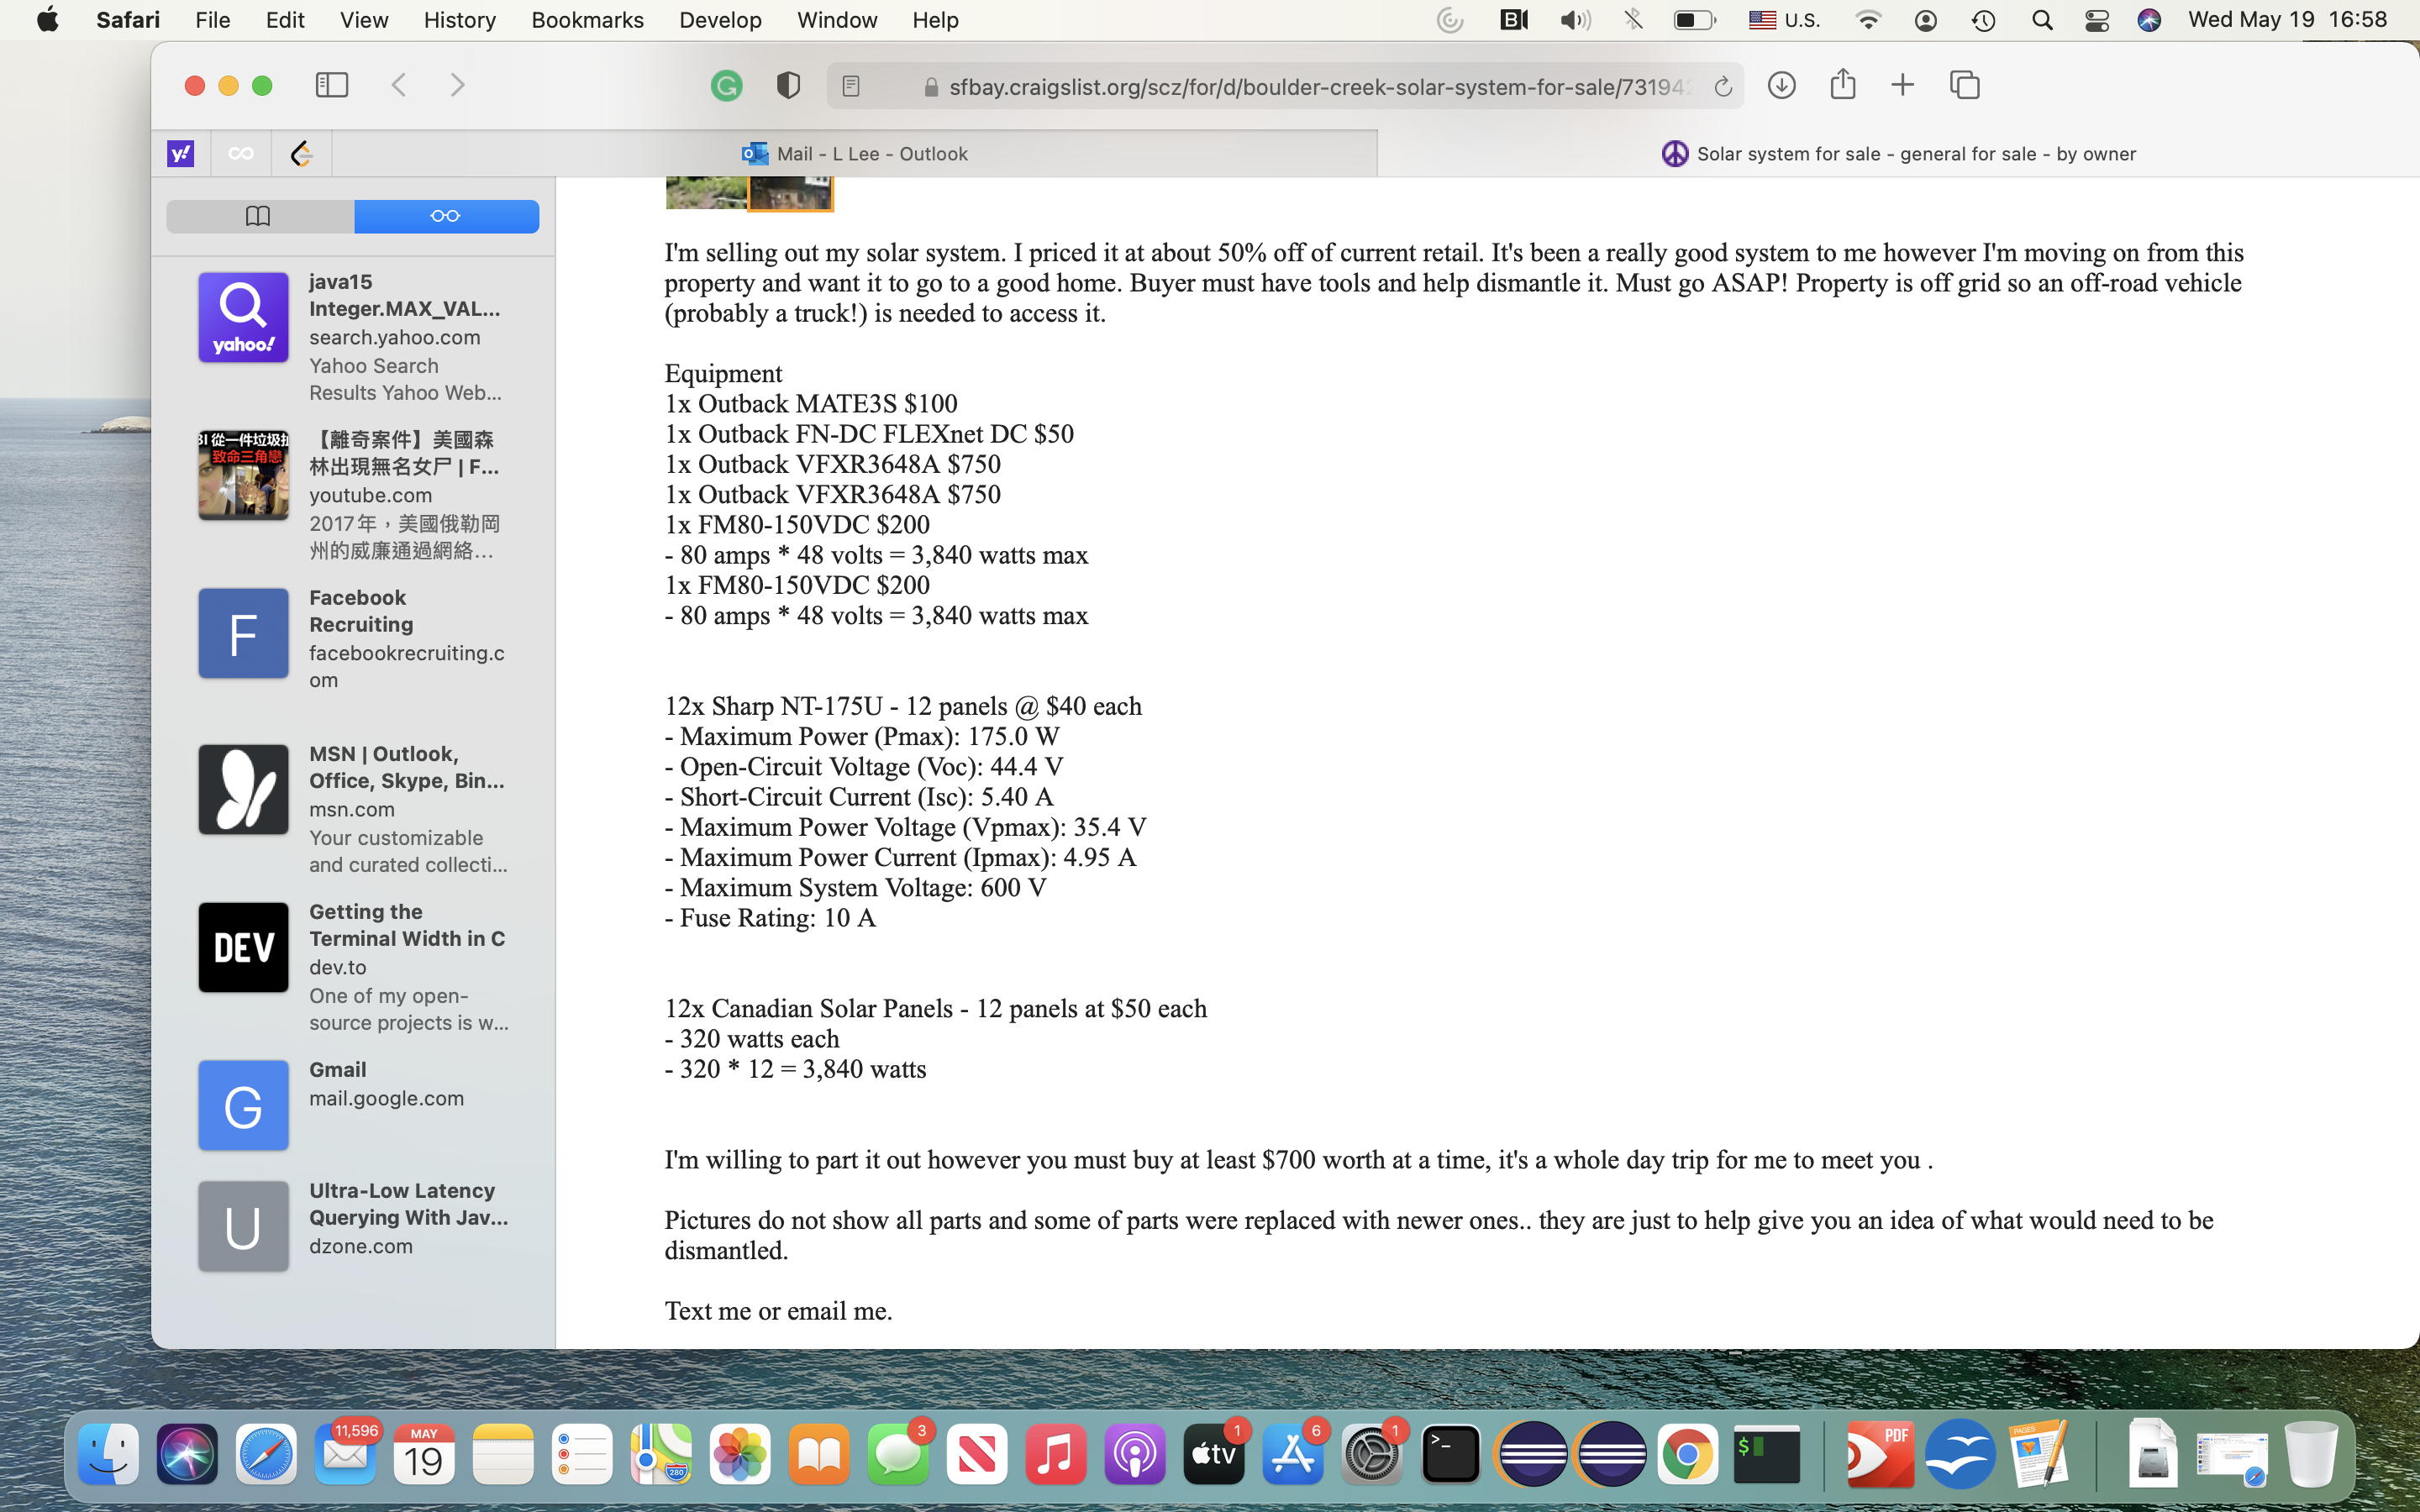 Safari File Edit View History Bookmarks Develop Window Help U.S. Wed May 19 16:58
sfbay.craigslist.org/scz/for/d/boulder-creek-solar-system-for-sale/73194
Mail - L Lee - Outlook
Solar system for sale - general for sale - by owner
java15
Integer.MAX_VAL...
search.yahoo.com
Yahoo Search
Results Yahoo Web...
yahoo!
【離奇案件】美國森
林出現無名女尸 | F...
youtube.com
2017年，美國俄勒岡
州的威廉通過網絡...
致命三角戀
F
Facebook
Recruiting
facebookrecruiting.c
om
MSN | Outlook,
Office, Skype, Bin...
msn.com
Your customizable
and curated collecti...
DEV
Getting the
Terminal Width in C
dev.to
One of my open-
source projects is w...
G
Gmail
mail.google.com
U
Ultra-Low Latency
Querying With Jav...
dzone.com
I'm selling out my solar system. I priced it at about 50% off of current retail. It's been a really good system to me however I'm moving on from this
property and want it to go to a good home. Buyer must have tools and help dismantle it. Must go ASAP! Property is off grid so an off-road vehicle
(probably a truck!) is needed to access it.
Equipment
1x Outback MATE3S $100
1x Outback FN-DC FLEXnet DC $50
1x Outback VFXR3648A $750
1x Outback VFXR3648A $750
1x FM80-150VDC $200
- 80 amps * 48 volts = 3,840 watts max
1x FM80-150VDC $200
- 80 amps * 48 volts = 3,840 watts max
12x Sharp NT-175U - 12 panels @ $40 each
- Maximum Power (Pmax): 175.0 W
- Open-Circuit Voltage (Voc): 44.4 V
- Short-Circuit Current (Isc): 5.40 A
- Maximum Power Voltage (Vpmax): 35.4 V
- Maximum Power Current (Ipmax): 4.95 A
- Maximum System Voltage: 600 V
- Fuse Rating: 10 A
12x Canadian Solar Panels - 12 panels at $50 each
- 320 watts each
- 320 * 12 = 3,840 watts
I'm willing to part it out however you must buy at least $700 worth at a time, it's a whole day trip for me to meet you .
Pictures do not show all parts and some of parts were replaced with newer ones.. they are just to help give you an idea of what would need to be
dismantled.
Text me or email me.
11,596
MAY
19
280
3
tv
1
6
1
>_
$
PDF
PAGES